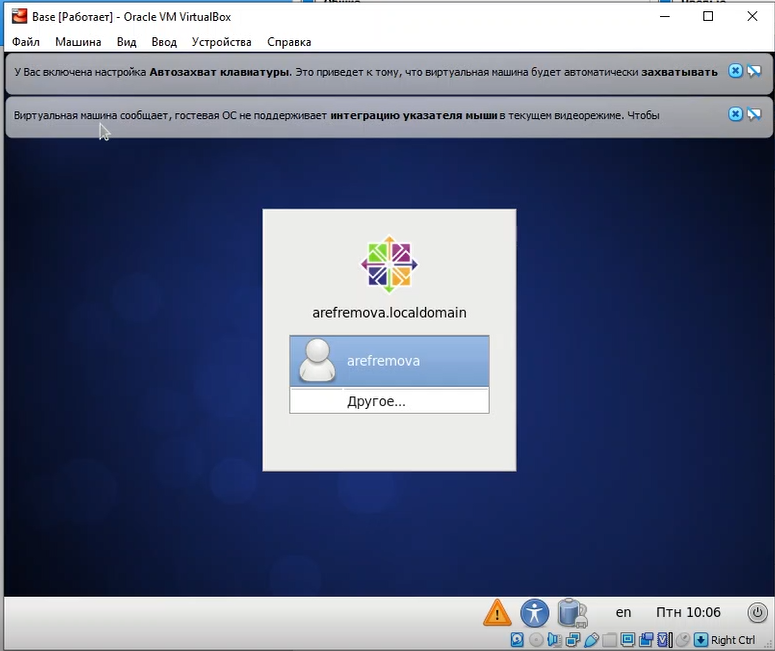 Base [Работает] - Oracle VM VirtualBox
Файл Машина Вид Ввод Устройства Справка
У Вас включена настройка Автозахват клавиатуры. Это приведет к тому, что виртуальная машина будет автоматически захватывать
Виртуальная машина сообщает, гостевая ОС не поддерживает интеграцию указателя мыши в текущем видеорежиме. Чтобы
arefremova.localdomain
arefremova
Другое...
en Птн 10:06
Right Ctrl